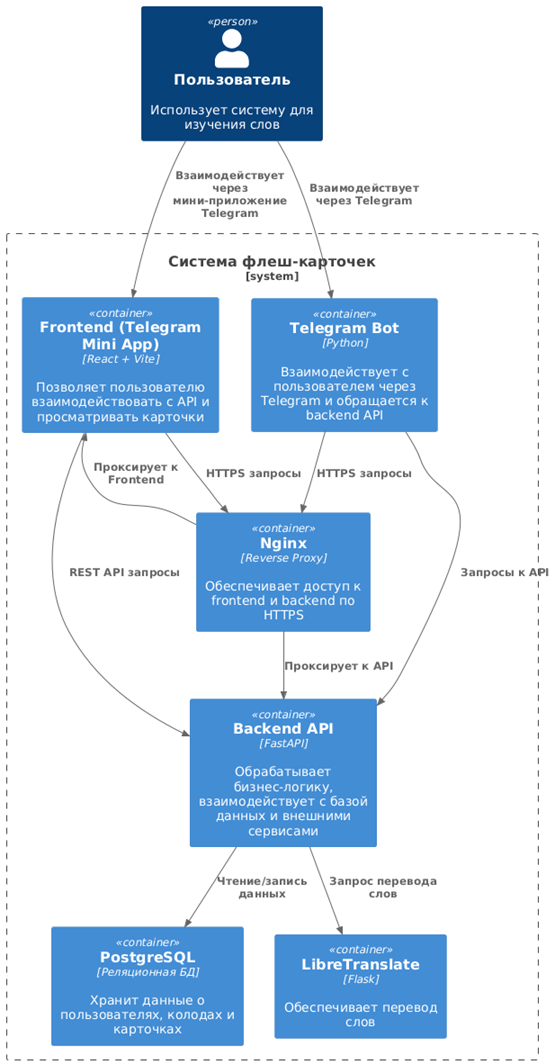 «person»
Пользователь
Использует систему для
изучения слов
Взаимодействует
через
мини-приложение
Telegram
Взаимодействует
через Telegram
Система флеш-карточек
[system]
«container»
Frontend (Telegram
Mini App)
[React + Vite]
Позволяет пользователю
взаимодействовать с API и
просматривать карточки
«container»
Telegram Bot
[Python]
Взаимодействует с
пользователем через
Telegram и обращается к
backend API
Проксирует к
Frontend
HTTPS запросы
HTTPS запросы
«container»
Nginx
[Reverse Proxy]
Обеспечивает доступ к
frontend и backend по
HTTPS
REST API запросы
Запросы к API
Проксирует к API
«container»
Backend API
[FastAPI]
Обрабатывает
бизнес-логику,
взаимодействует с базой
данных и внешними
сервисами
Чтение/запись
данных
Запрос перевода
слов
«container»
PostgreSQL
[Реляционная БД]
Хранит данные о
пользователях, колодах и
карточках
«container»
LibreTranslate
[Flask]
Обеспечивает перевод
слов